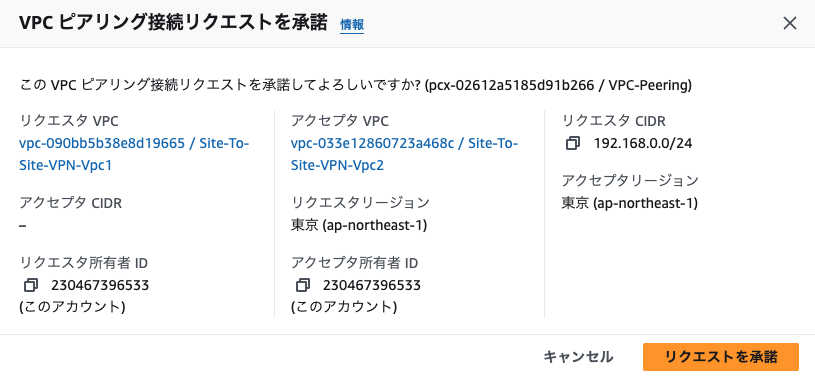 VPC ピアリング接続リクエストを承諾 情報
この VPC ピアリング接続リクエストを承諾してよろしいですか? (pcx-02612a5185d91b266 / VPC-Peering)
リクエスタ VPC
vpc-090bb5b38e8d19665 / Site-To-
Site-VPN-Vpc1
アクセプタ CIDR
–
リクエスタ所有者 ID
230467396533
(このアカウント)
アクセプタ VPC
vpc-033e12860723a468c / Site-To-
Site-VPN-Vpc2
リクエスタリージョン
東京 (ap-northeast-1)
アクセプタ所有者 ID
230467396533
(このアカウント)
リクエスタ CIDR
192.168.0.0/24
アクセプタリージョン
東京 (ap-northeast-1)
キャンセル
リクエストを承諾